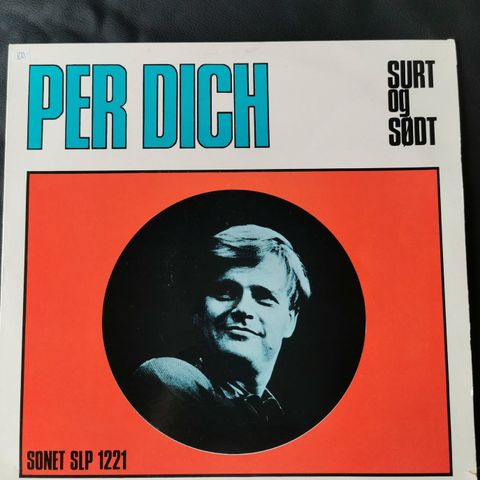 PER DICH
SURT
og
SØDT
SONET SLP 1221